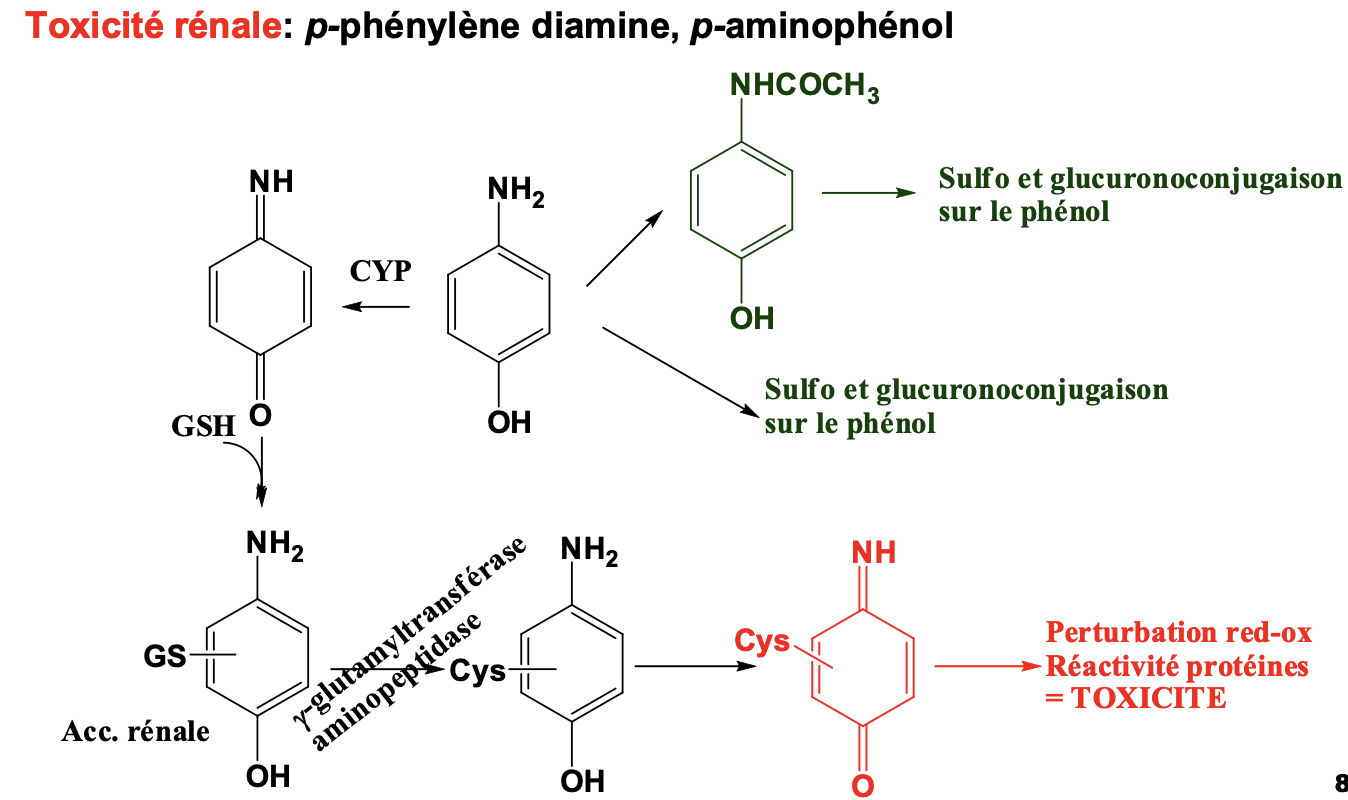 Toxicité rénale: p-phénylène diamine, p-aminophénol
NHCOCH3
NH
NH2
CYP
Sulfo et glucuronoconjugaison
sur le phénol
OH
O
OH
GSH
Sulfo et glucuronoconjugaison
sur le phénol
NH2
GS
Acc. rénale
OH
γ-glutamyltransférase
aminopeptidase
NH2
Cys
OH
NH
Cys
O
Perturbation red-ox
Réactivité protéines
= TOXICITE
8